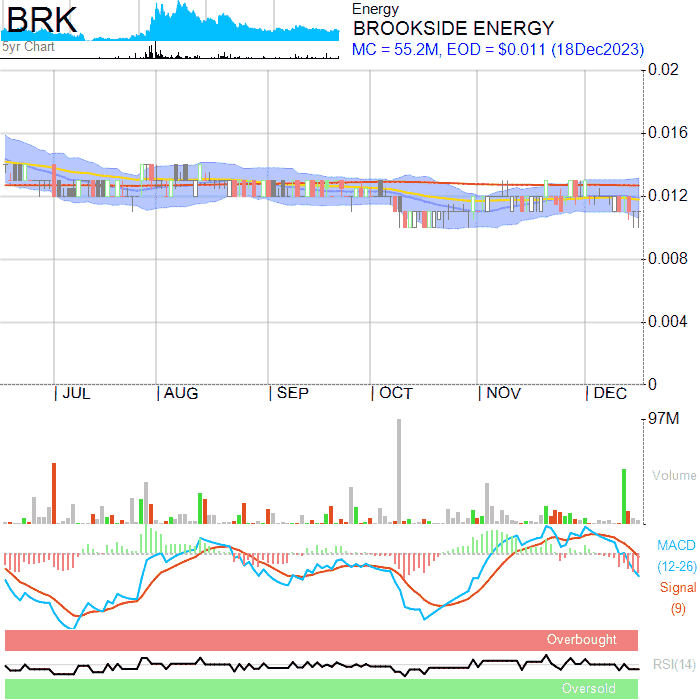 BRK
5yr Chart
Energy
BROOKSIDE ENERGY
MC = 55.2M, EOD = $0.011 (18Dec2023)
0.02
0.016
0.012
0.008
0.004
0
JUL
AUG
SEP
OCT
NOV
DEC
97M
Volume
MACD
(12-26)
Signal
(9)
Overbought
RSI(14)
Oversold